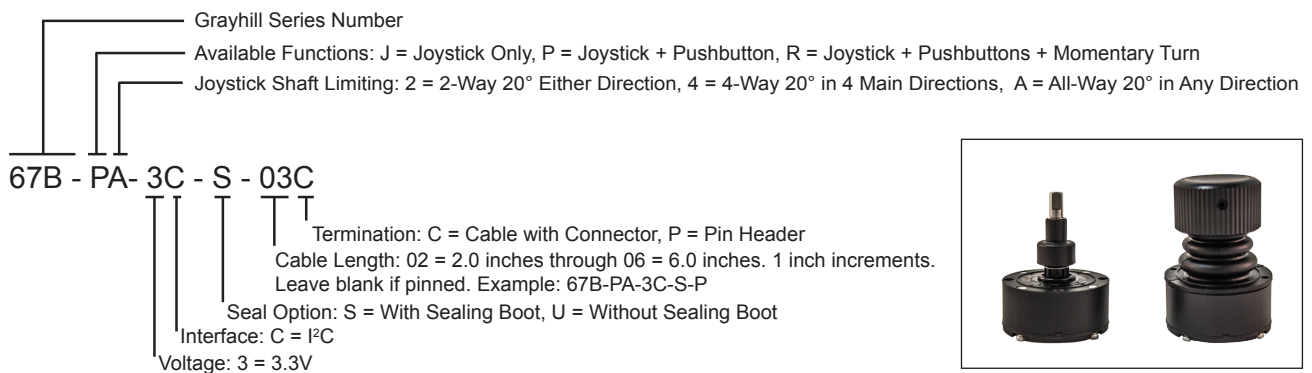 Grayhill Series Number
Available Functions: J = Joystick Only, P = Joystick + Pushbutton, R = Joystick + Pushbuttons + Momentary Turn
Joystick Shaft Limiting: 2 = 2-Way 20° Either Direction, 4 = 4-Way 20° in 4 Main Directions, A = All-Way 20° in Any Direction
67B - PA- 3C - S - 03C
Termination: C = Cable with Connector, P = Pin Header
Cable Length: 02 = 2.0 inches through 06 = 6.0 inches. 1 inch increments.
Leave blank if pinned. Example: 67B-PA-3C-S-P
Seal Option: S = With Sealing Boot, U = Without Sealing Boot
Interface: C = I²C
Voltage: 3 = 3.3V